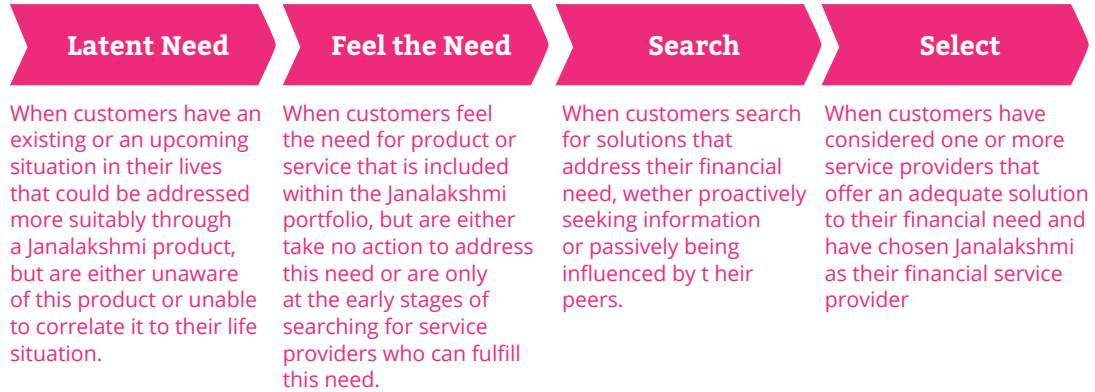 Latent Need
When customers have an
existing or an upcoming
situation in their lives
that could be addressed
more suitably through
a Janalakshmi product,
but are either unaware
of this product or unable
to correlate it to their life
situation.
Feel the Need
When customers feel
the need for product or
service that is included
within the Janalakshmi
portfolio, but are either
take no action to address
this need or are only
at the early stages of
searching for service
providers who can fulfill
this need.
Search
When customers search
for solutions that
address their financial
need, wether proactively
seeking information
or passively being
influenced by t heir
peers.
Select
When customers have
considered one or more
service providers that
offer an adequate solution
to their financial need and
have chosen Janalakshmi
as their financial service
provider